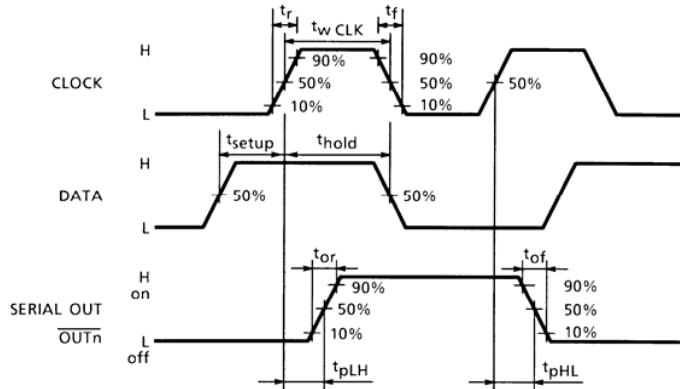 tr tw CLK tf
H 90% 90%
CLOCK 50% 50% 50%
L 10% 10%
tsetup thold
H
DATA 50% 50%
L
tor tof
H on 90% 90%
SERIAL OUT 50% 50%
OUTn L off 10% 10%
tpLH tpHL